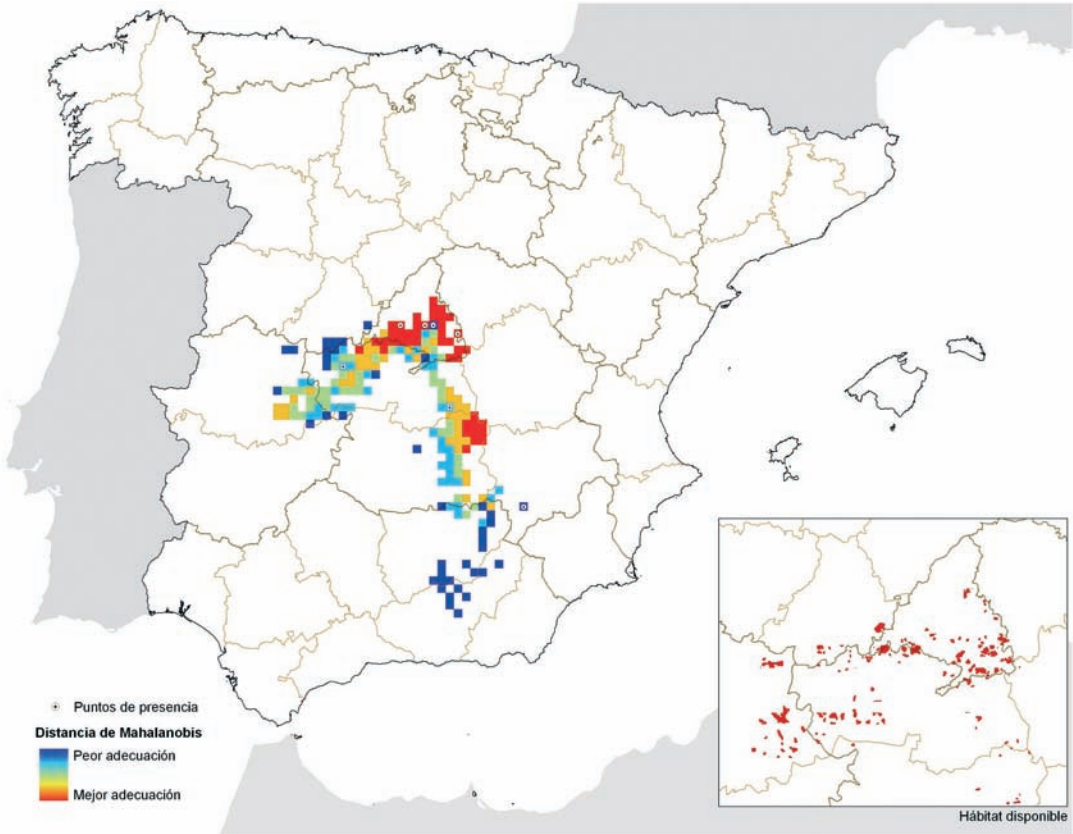 Puntos de presencia
Distancia de Mahalanobis
Peor adecuación
Mejor adecuación
Hábitat disponible